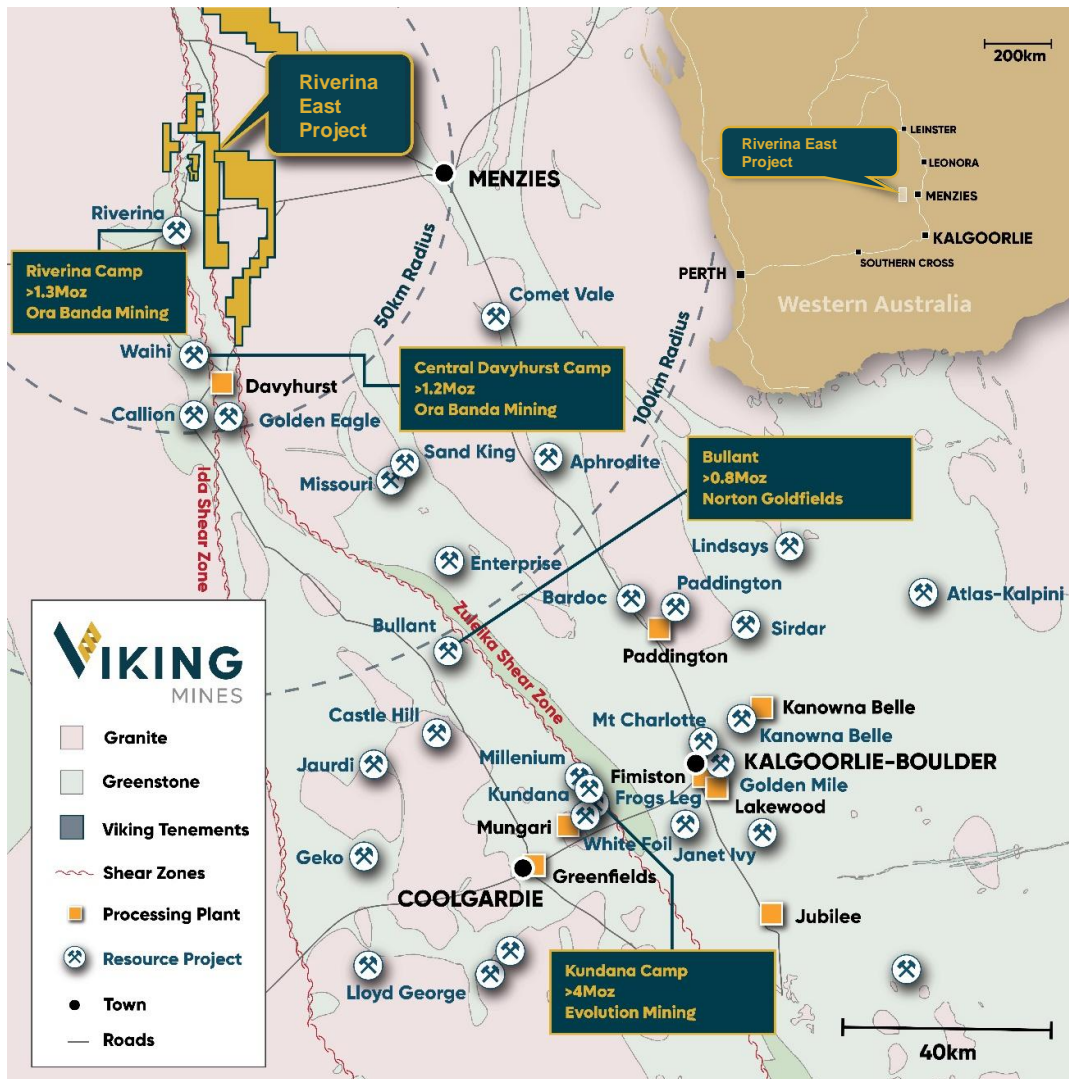 Riverina
East
Project
200km
LEINSTER
Riverina East
Project
LEONORA
MENZIES
KALGOORLIE
SOUTHERN CROSS
PERTH
Western Australia
MENZIES
Riverina
50km Radius
Riverina Camp
>1.3Moz
Ora Banda Mining
Comet Vale
100km Radius
Waihi
Central Davyhurst Camp
>1.2Moz
Ora Banda Mining
Davyhurst
Callion
Golden Eagle
Sand King
Aphrodite
Missouri
Bullant
>0.8Moz
Norton Goldfields
Ida Shear Zone
Lindsays
Enterprise
Bardoc
Paddington
Atlas-Kalpini
Zuleika Shear Zone
Bullant
Sirdar
Paddington
VIKING
MINES
Granite
Greenstone
Viking Tenements
Shear Zones
Processing Plant
Resource Project
Town
Roads
Castle Hill
Mt Charlotte
Kanowna Belle
Kanowna Belle
Jaurdi
Millenium
Fimiston
KALGOORLIE-BOULDER
Golden Mile
Kundana
Frogs Leg
Lakewood
Mungari
White Foil
Janet Ivy
Geko
Greenfields
COOLGARDIE
Jubilee
Lloyd George
Kundana Camp
>4Moz
Evolution Mining
40km